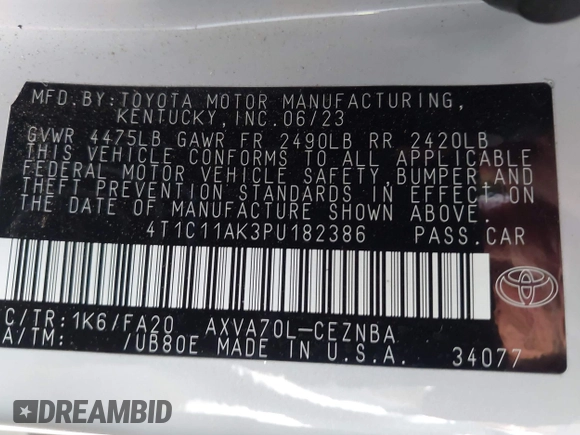 MFD.BY:TOYOTA MOTOR MANUFACTURING,
KENTUCKY, INC.06/23
GVWR 4475LB GAWR FR 2490LB RR 2420LB
THIS VEHICLE CONFORMS TO ALL APPLICABLE
FEDERAL MOTOR VEHICLE SAFETY,BUMPER,AND
THEFT PREVENTION STANDARDS IN EFFECT ON
THE DATE OF MANUFACTURE SHOWN ABOVE.
4T1C11AK3PU182386 PASS.CAR
C/TR:1K6/FA20 AXVA70L-CEZNBA
A/TM: /UB80E MADE IN U.S.A. 34077
DREAMBID